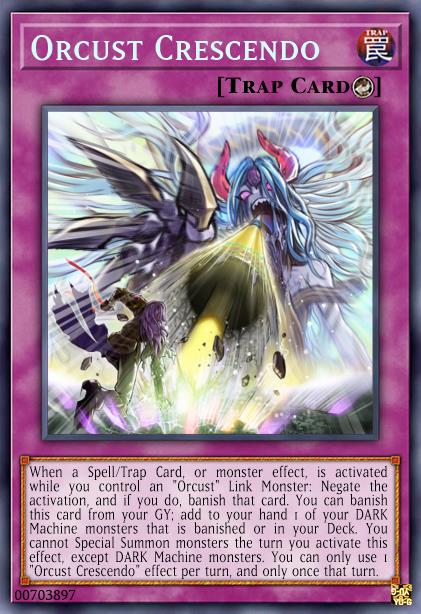 Orcust Crescendo
TRAP
罠
[Trap Card]
When a Spell/Trap Card, or monster effect, is activated
while you control an "Orcust" Link Monster: Negate the
activation, and if you do, banish that card. You can banish
this card from your GY; add to your hand 1 of your DARK
Machine monsters that is banished or in your Deck. You
cannot Special Summon monsters the turn you activate this
effect, except DARK Machine monsters. You can only use 1
"Orcust Crescendo" effect per turn, and only once that turn.
00703897